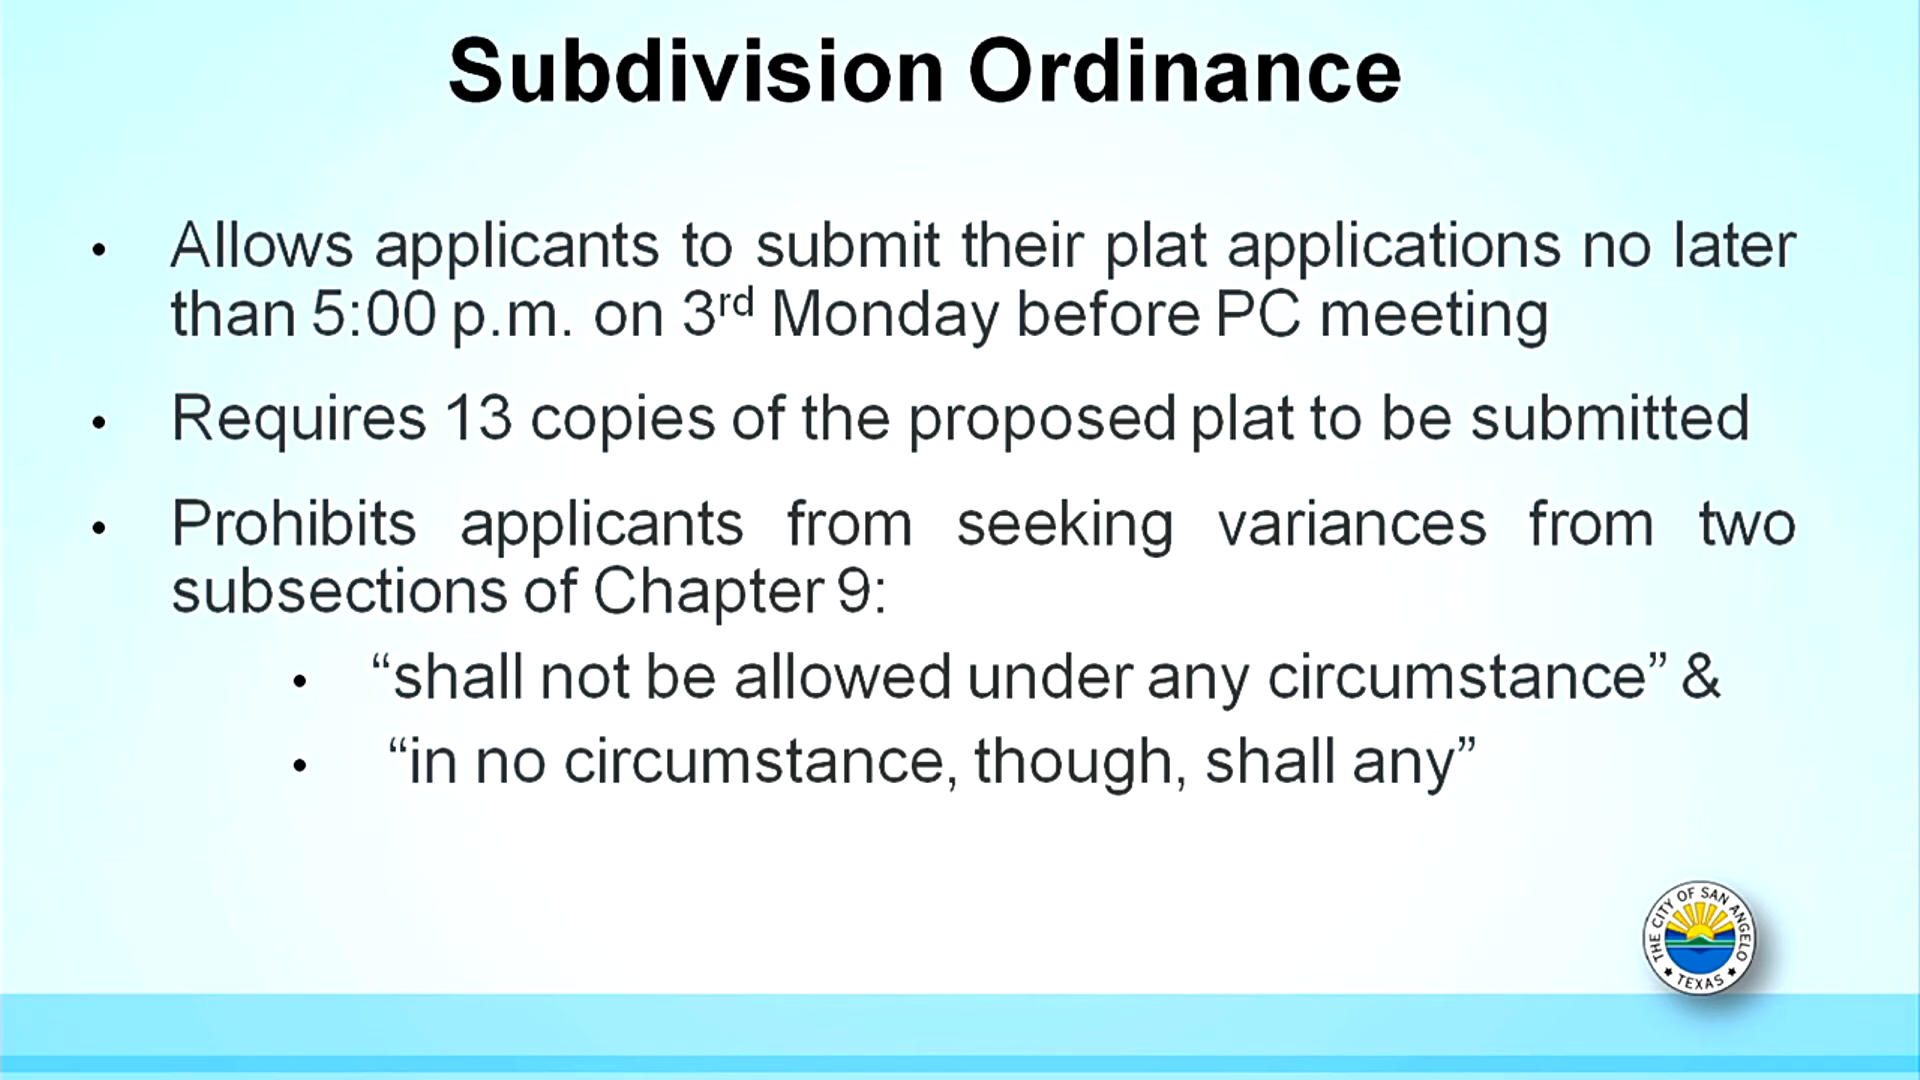 Subdivision Ordinance
• Allows applicants to submit their plat applications no later
than 5:00 p.m. on 3rd Monday before PC meeting
• Requires 13 copies of the proposed plat to be submitted
• Prohibits applicants from seeking variances from two
subsections of Chapter 9:
• “shall not be allowed under any circumstance” &
• “in no circumstance, though, shall any”
THE CITY OF SAN ANGELO
★ TEXAS ★